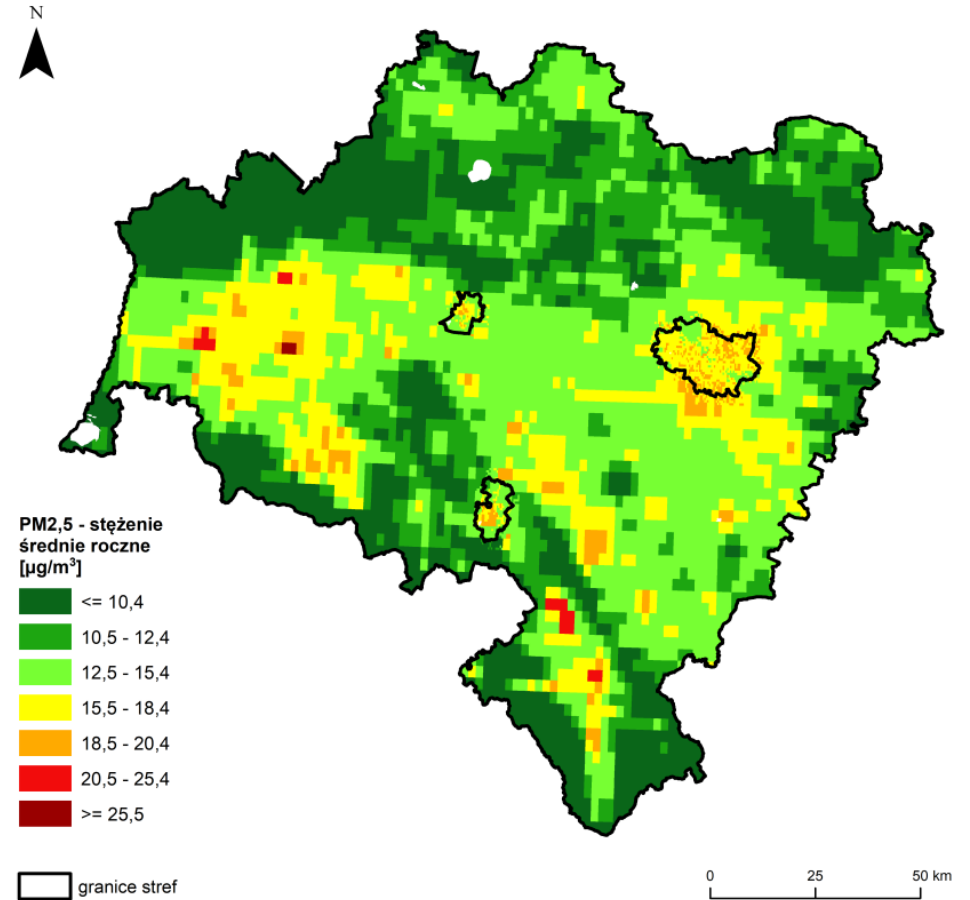 N
PM2,5 - stężenie
średnie roczne
[µg/m³]
<= 10,4
10,5 - 12,4
12,5 - 15,4
15,5 - 18,4
18,5 - 20,4
20,5 - 25,4
>= 25,5
granice stref
0 25 50 km